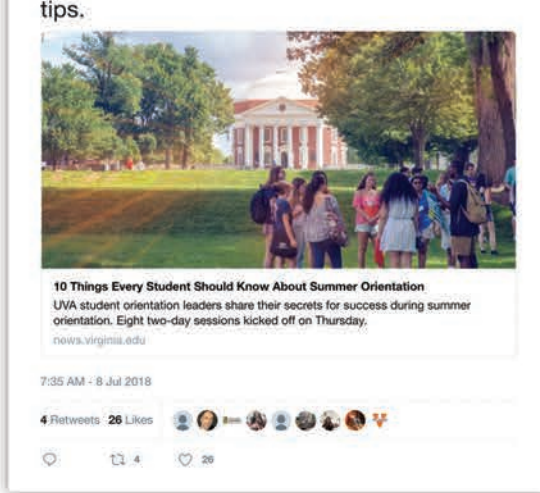 tips.
10 Things Every Student Should Know About Summer Orientation
UVA student orientation leaders share their secrets for success during summer
orientation. Eight two-day sessions kicked off on Thursday.
news.virginia.edu
7:35 AM - 8 Jul 2018
4 Retweets 26 Likes
4 26